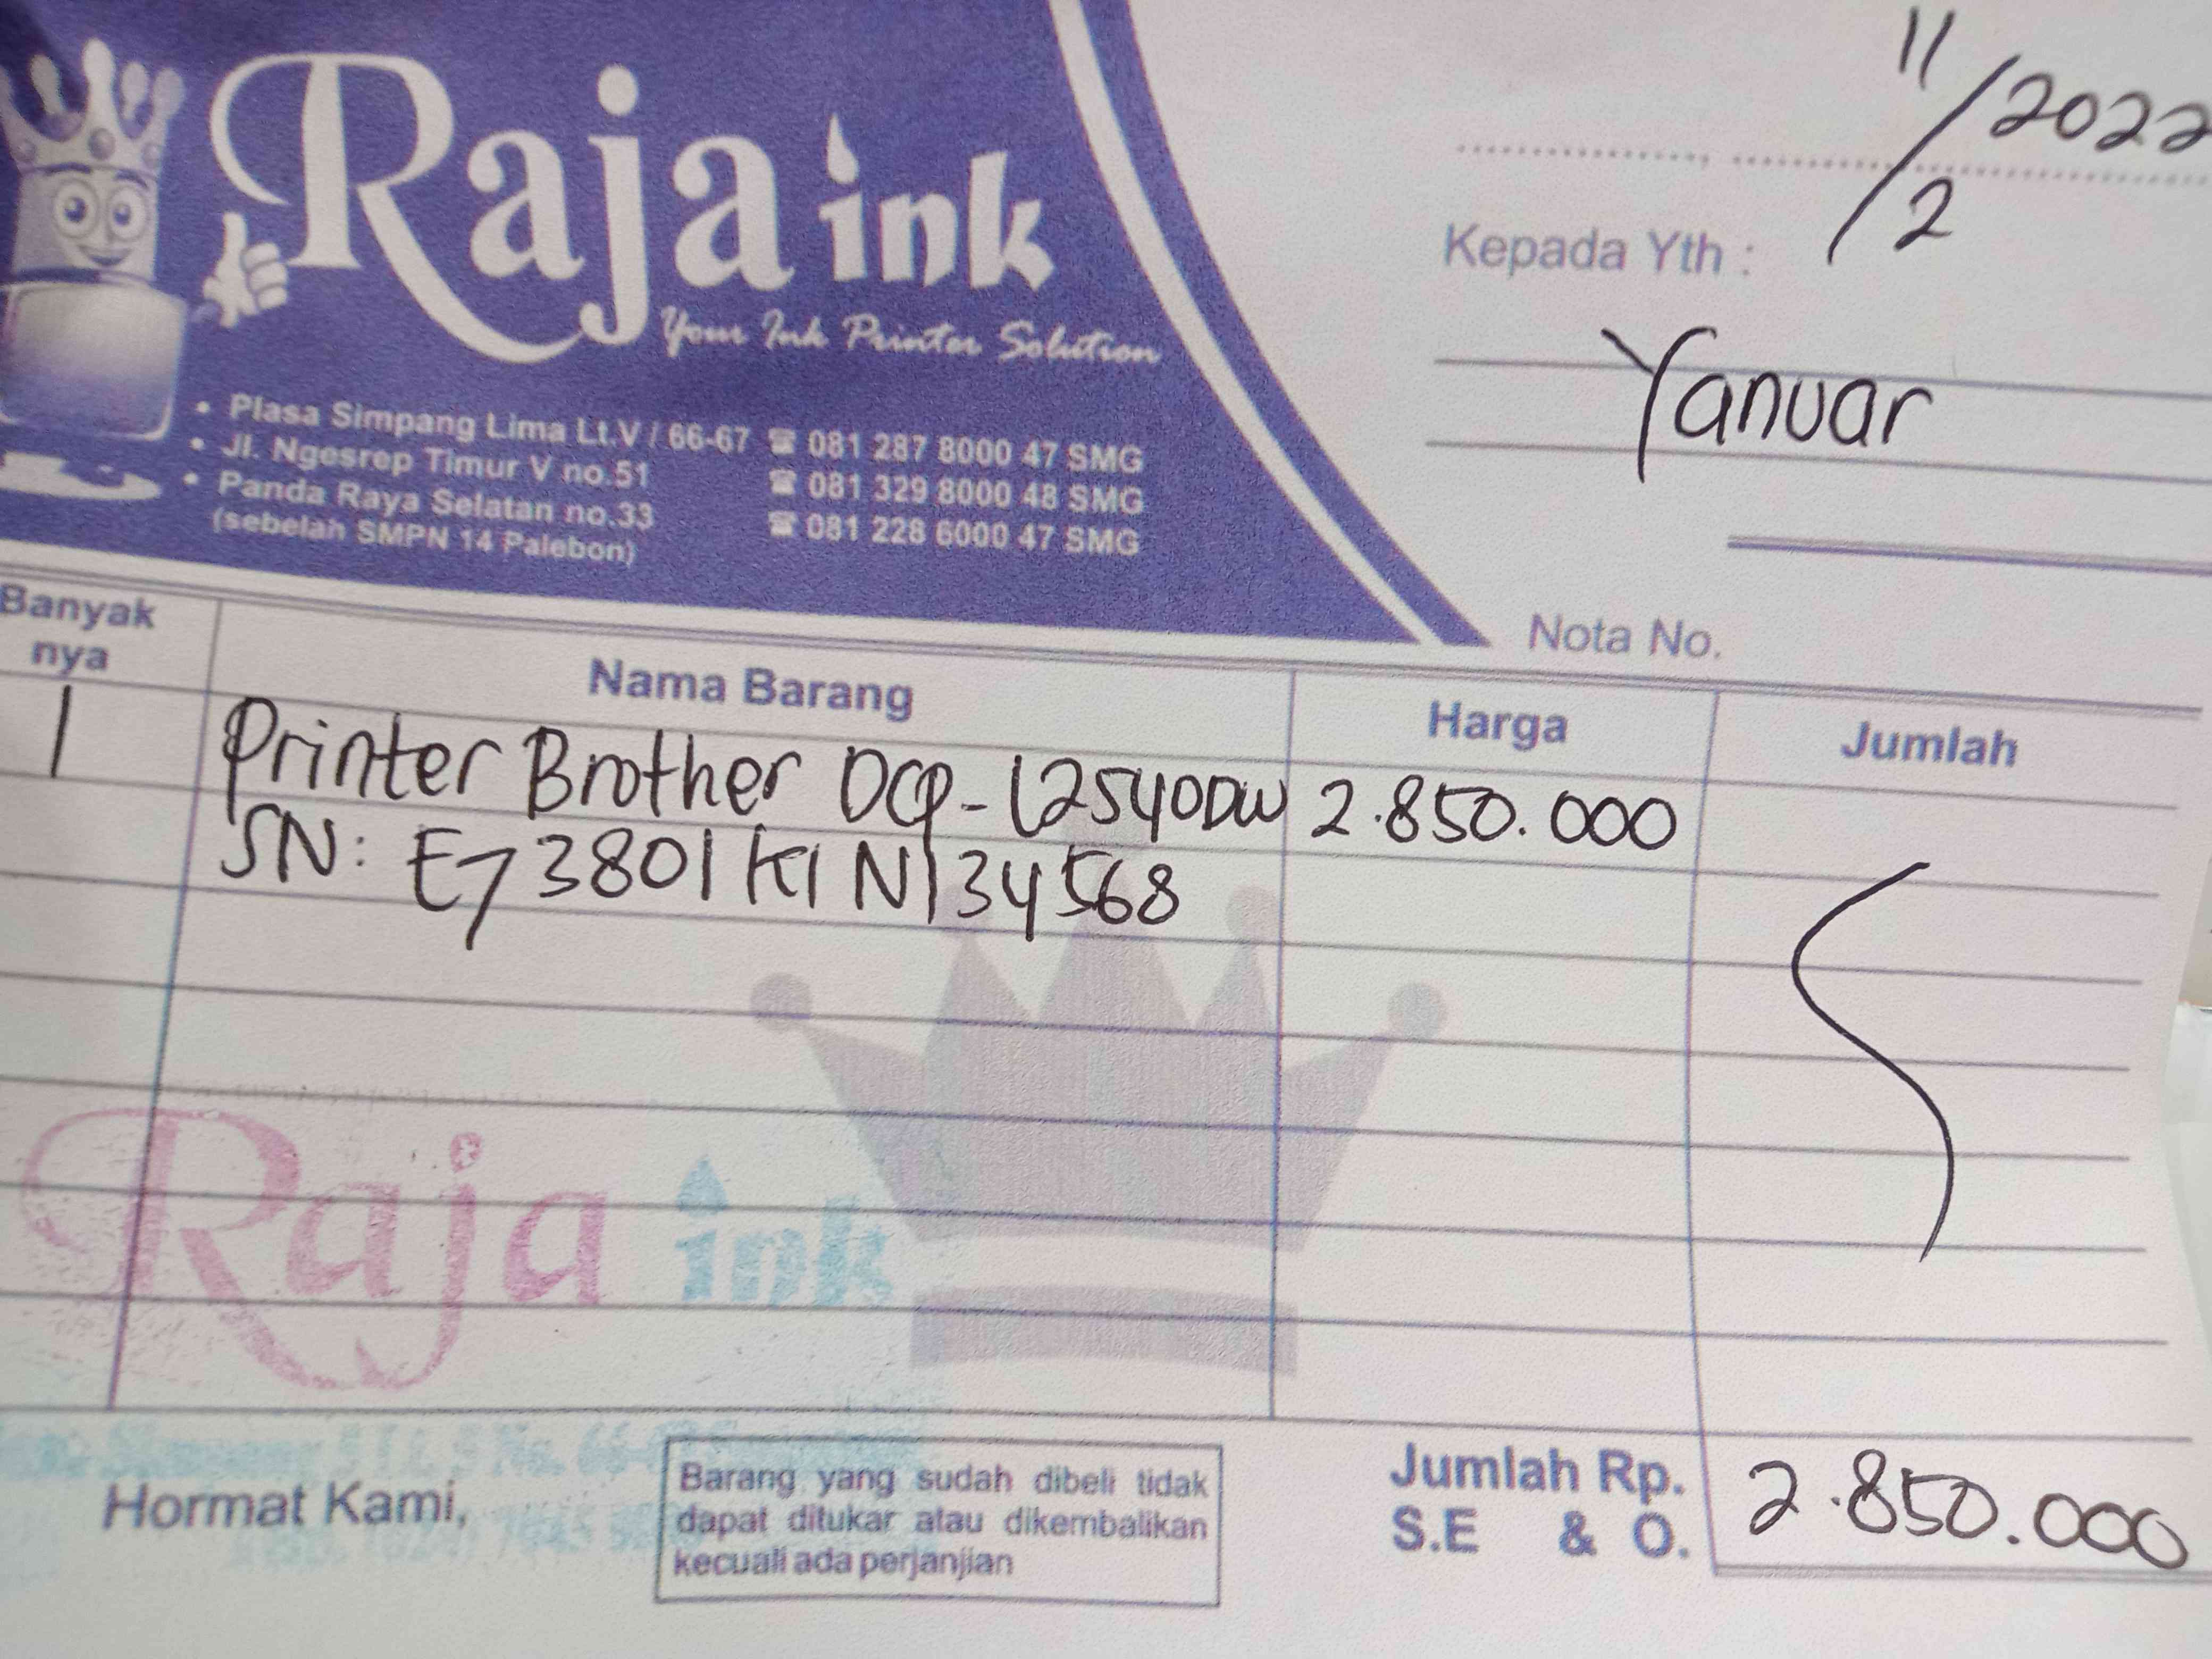 Raja ink
Your Ink Printer Solution
• Plasa Simpang Lima Lt.V / 66-67 ☎ 081 287 8000 47 SMG
• Jl. Ngesrep Timur V no.51 ☎ 081 329 8000 48 SMG
• Panda Raya Selatan no.33 ☎ 081 228 6000 47 SMG
(sebelah SMPN 14 Palebon)
11/2 2022
Kepada Yth :
Yanuar
Nota No.
Banyak nya Nama Barang Harga Jumlah
1 Printer Brother DCP-L2540DW 2.850.000
SN: E73801K1N134568
Raja ink
Hormat Kami,
Barang yang sudah dibeli tidak
dapat ditukar atau dikembalikan
kecuali ada perjanjian
Jumlah Rp. 2.850.000
S.E & O.